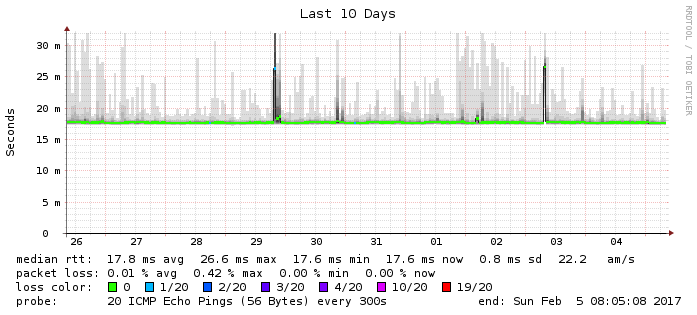 Last 10 Days
RRDTOOL / TOBI OETIKER
Seconds
30 m
25 m
20 m
15 m
10 m
5 m
0
26 27 28 29 30 31 01 02 03 04
median rtt: 17.8 ms avg 26.6 ms max 17.6 ms min 17.6 ms now 0.8 ms sd 22.2 am/s
packet loss: 0.01 % avg 0.42 % max 0.00 % min 0.00 % now
loss color: 0 1/20 2/20 3/20 4/20 10/20 19/20
probe: 20 ICMP Echo Pings (56 Bytes) every 300s end: Sun Feb 5 08:05:08 2017